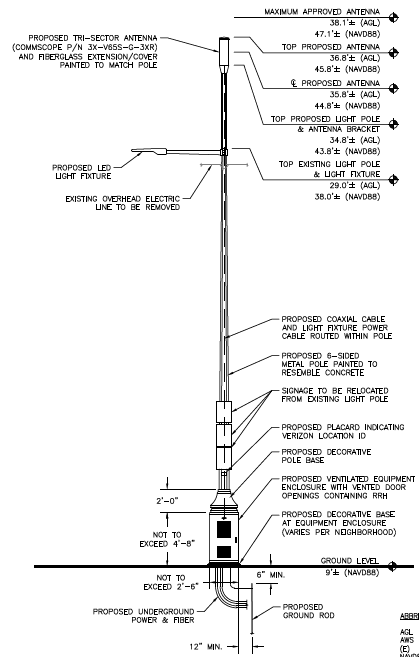 MAXIMUM APPROVED ANTENNA
38.1'± (AGL)
47.1'± (NAVD88)
PROPOSED TRI-SECTOR ANTENNA
(COMMSCOPE P/N 3X-V65S-G-3XR)
AND FIBERGLASS EXTENSION/COVER
PAINTED TO MATCH POLE
TOP PROPOSED ANTENNA
36.8'± (AGL)
45.8'± (NAVD88)
℄ PROPOSED ANTENNA
35.8'± (AGL)
44.8'± (NAVD88)
TOP PROPOSED LIGHT POLE
& ANTENNA BRACKET
34.8'± (AGL)
43.8'± (NAVD88)
PROPOSED LED
LIGHT FIXTURE
TOP EXISTING LIGHT POLE
& LIGHT FIXTURE
29.0'± (AGL)
38.0'± (NAVD88)
EXISTING OVERHEAD ELECTRIC
LINE TO BE REMOVED
PROPOSED COAXIAL CABLE
AND LIGHT FIXTURE POWER
CABLE ROUTED WITHIN POLE
PROPOSED 6-SIDED
METAL POLE PAINTED TO
RESEMBLE CONCRETE
SIGNAGE TO BE RELOCATED
FROM EXISTING LIGHT POLE
PROPOSED PLACARD INDICATING
VERIZON LOCATION ID
PROPOSED DECORATIVE
POLE BASE
2'-0"
PROPOSED VENTILATED EQUIPMENT
ENCLOSURE WITH VENTED DOOR
OPENINGS CONTAINING RRH
NOT TO
EXCEED 4'-8"
PROPOSED DECORATIVE BASE
AT EQUIPMENT ENCLOSURE
(VARIES PER NEIGHBORHOOD)
GROUND LEVEL
9'± (NAVD88)
NOT TO
EXCEED 2'-6"
6" MIN.
PROPOSED UNDERGROUND
POWER & FIBER
PROPOSED
GROUND ROD
12" MIN.
ABBRE
AGL
AWS
(E)
NAVD88